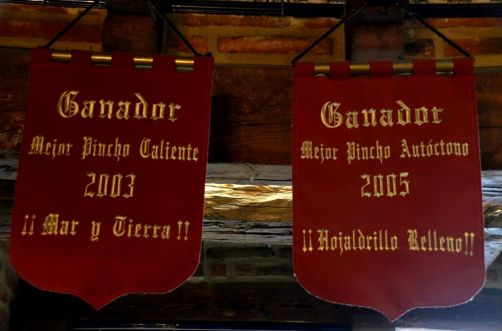 Ganador
Mejor Pincho Caliente
2003
¡¡ Mar y Tierra !!
Ganador
Mejor Pincho Autóctono
2005
¡¡ Hojaldrillo Relleno !!